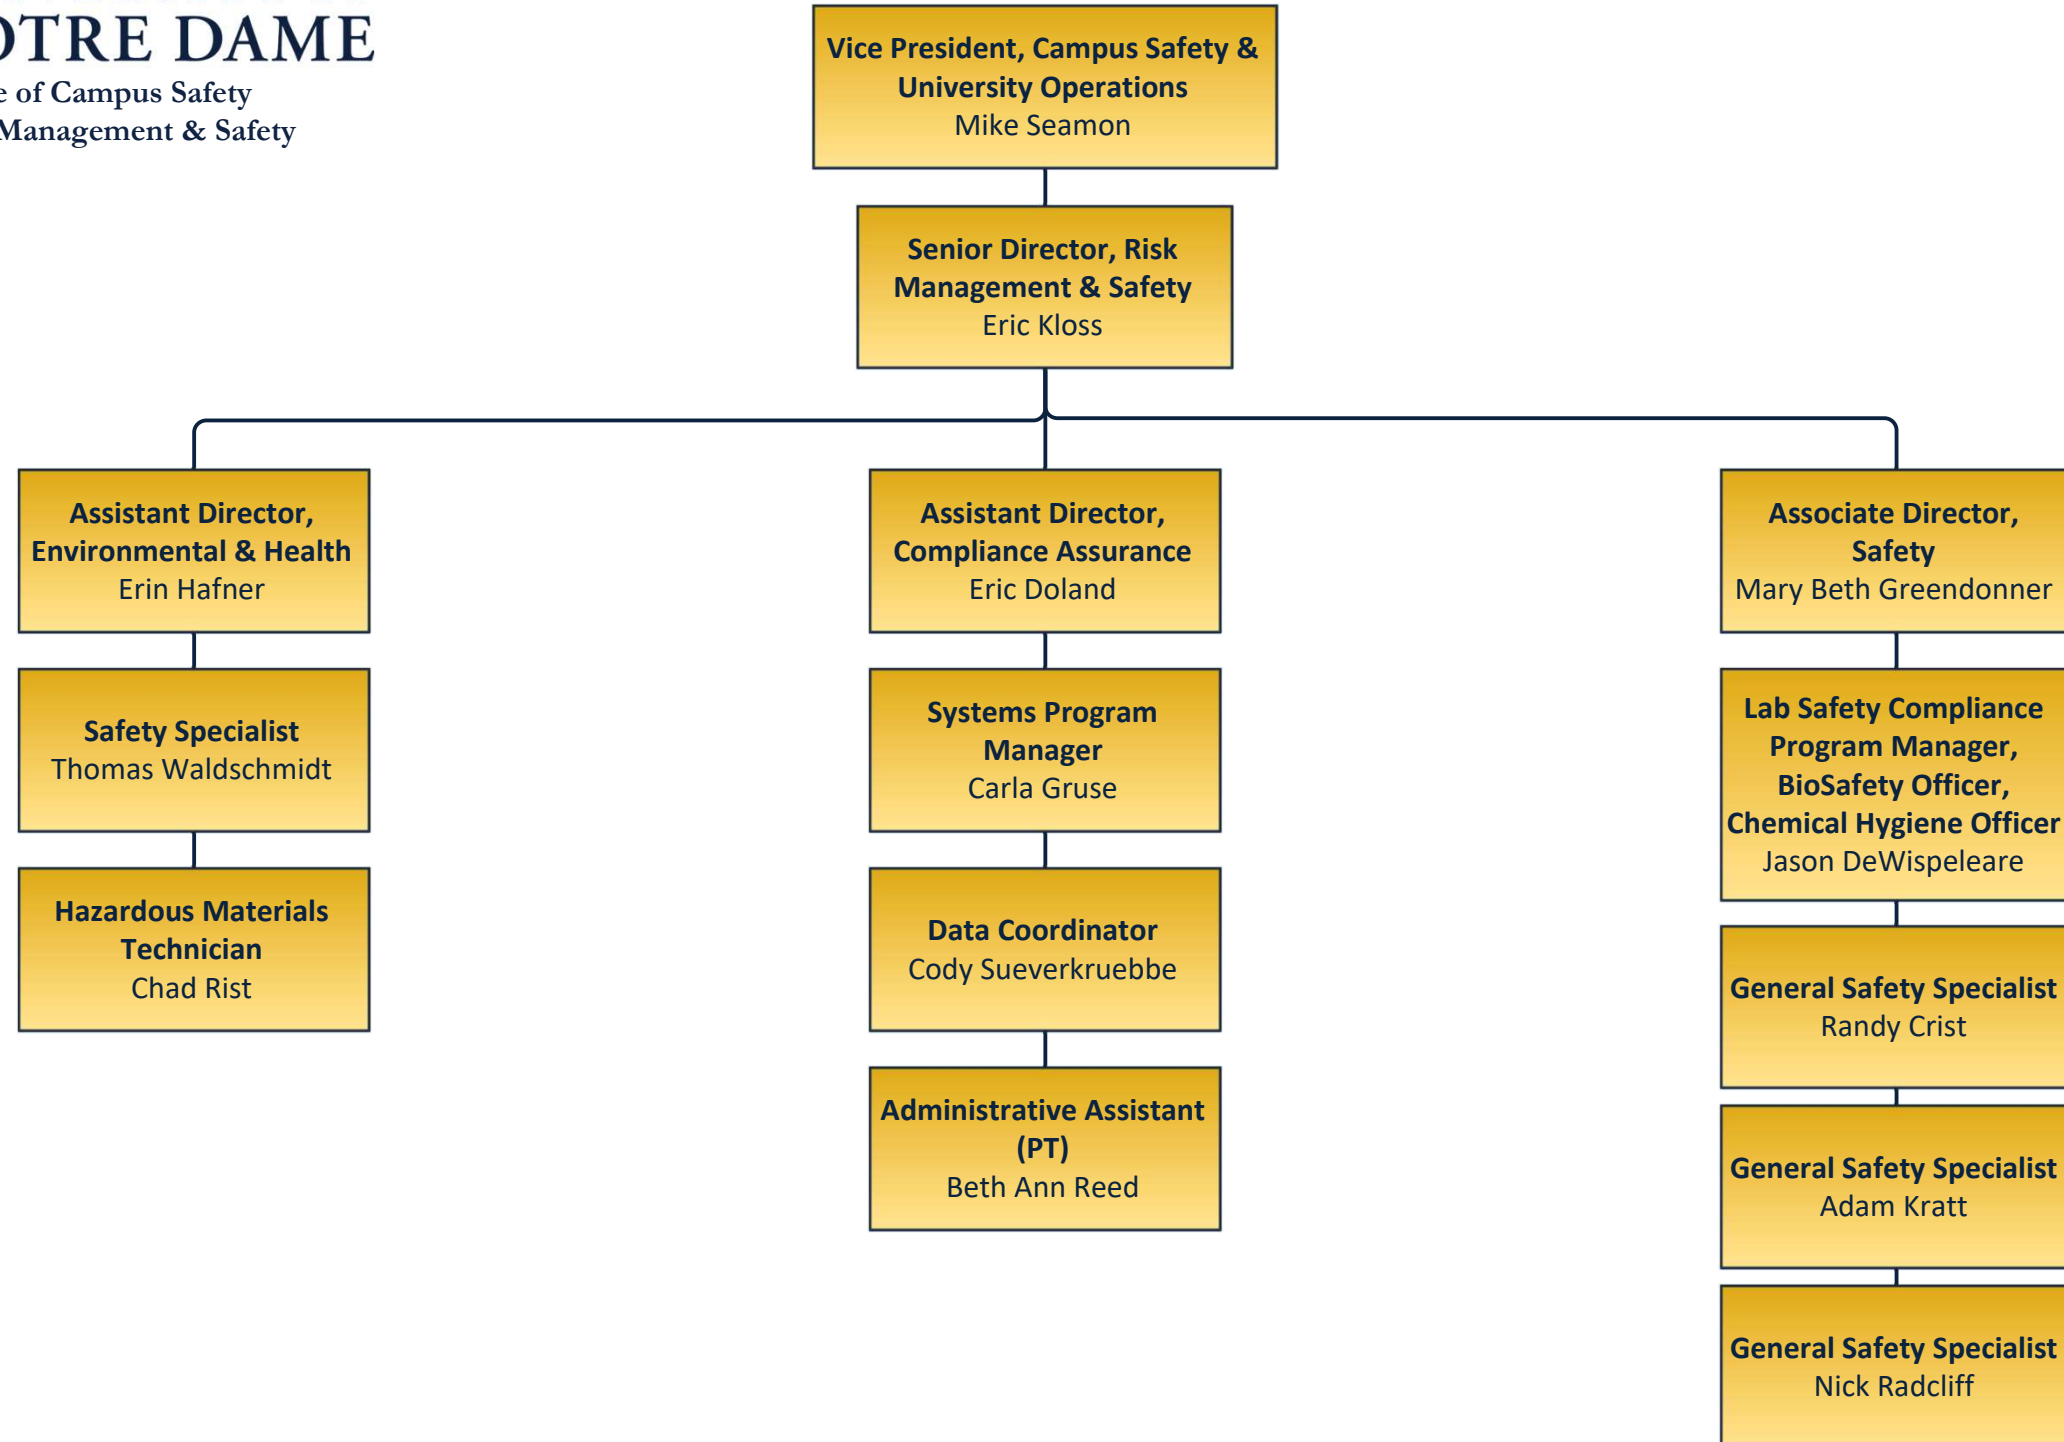 OTRE DAME
of Campus Safety
Management & Safety
Vice President, Campus Safety &
University Operations
Mike Seamon
Senior Director, Risk
Management & Safety
Eric Kloss
Assistant Director,
Environmental & Health
Erin Hafner
Assistant Director,
Compliance Assurance
Eric Doland
Associate Director,
Safety
Mary Beth Greendonner
Safety Specialist
Thomas Waldschmidt
Systems Program
Manager
Carla Gruse
Lab Safety Compliance
Program Manager,
BioSafety Officer,
Chemical Hygiene Officer
Jason DeWispeleare
Hazardous Materials
Technician
Chad Rist
Data Coordinator
Cody Sueverkruebbe
General Safety Specialist
Randy Crist
Administrative Assistant
(PT)
Beth Ann Reed
General Safety Specialist
Adam Kratt
General Safety Specialist
Nick Radcliff